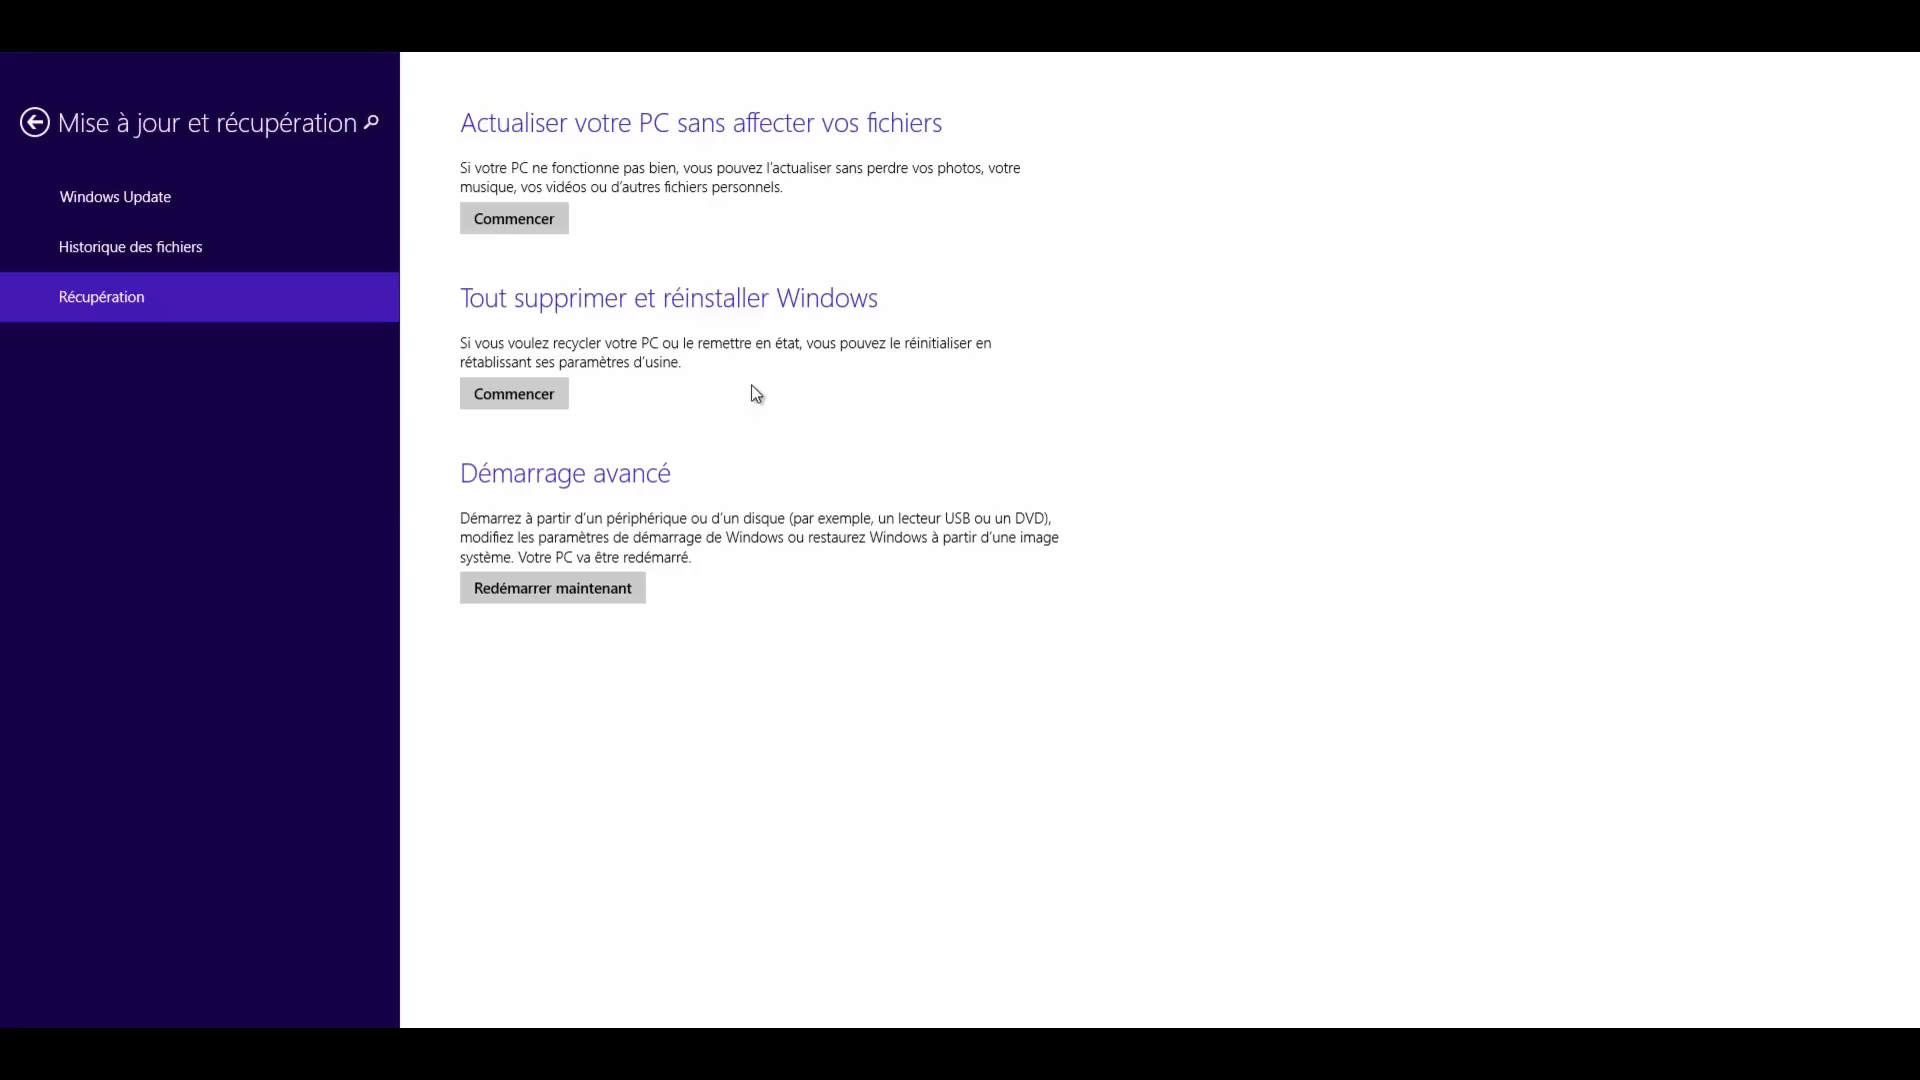 Mise à jour et récupération
Windows Update
Historique des fichiers
Récupération
Actualiser votre PC sans affecter vos fichiers
Si votre PC ne fonctionne pas bien, vous pouvez l’actualiser sans perdre vos photos, votre
musique, vos vidéos ou d’autres fichiers personnels.
Commencer
Tout supprimer et réinstaller Windows
Si vous voulez recycler votre PC ou le remettre en état, vous pouvez le réinitialiser en
rétablissant ses paramètres d’usine.
Commencer
Démarrage avancé
Démarrez à partir d’un périphérique ou d’un disque (par exemple, un lecteur USB ou un DVD),
modifiez les paramètres de démarrage de Windows ou restaurez Windows à partir d’une image
système. Votre PC va être redémarré.
Redémarrer maintenant